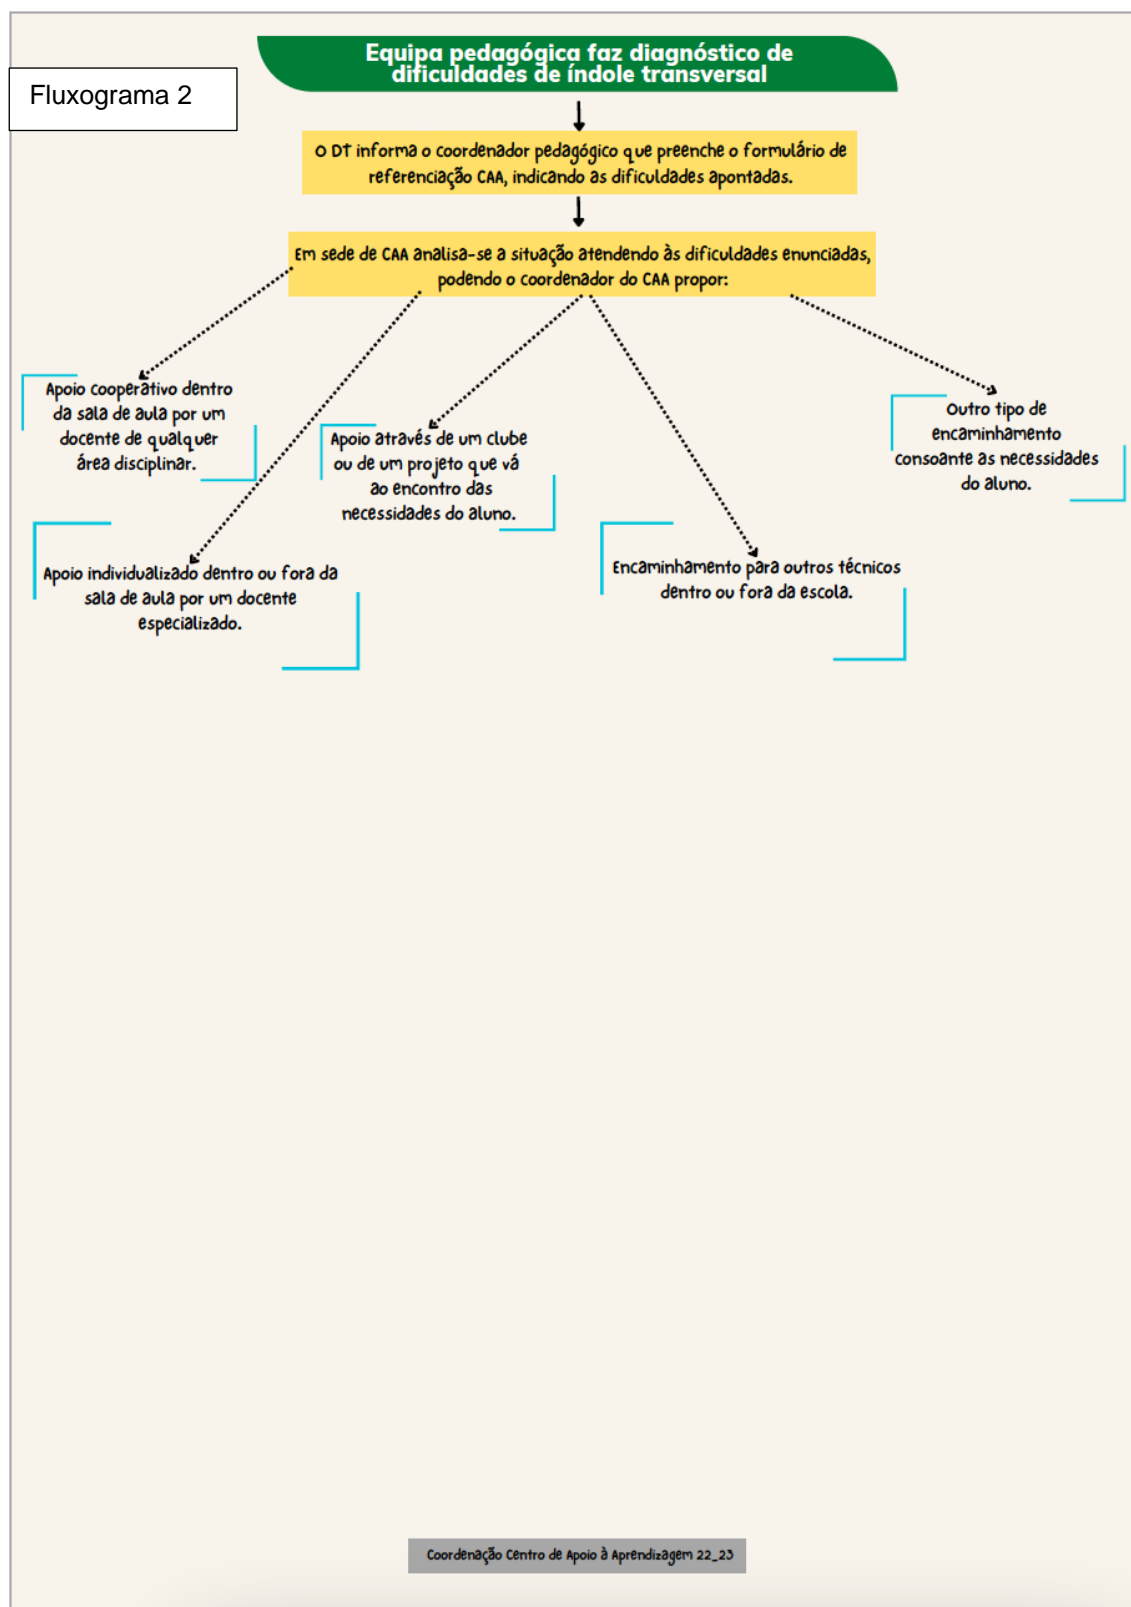 Equipa pedagógica faz diagnóstico de
dificuldades de índole transversal
Fluxograma 2
O DT informa o coordenador pedagógico que preenche o formulário de
referenciação CAA, indicando as dificuldades apontadas.
Em sede de CAA analisa-se a situação atendendo às dificuldades enunciadas,
podendo o coordenador do CAA propor:
Apoio cooperativo dentro
da sala de aula por um
docente de qualquer
área disciplinar.
Apoio individualizado dentro ou fora da
sala de aula por um docente
especializado.
Apoio através de um clube
ou de um projeto que vá
ao encontro das
necessidades do aluno.
Encaminhamento para outros técnicos
dentro ou fora da escola.
Outro tipo de
encaminhamento
consoante as necessidades
do aluno.
Coordenação Centro de Apoio à Aprendizagem 22_23